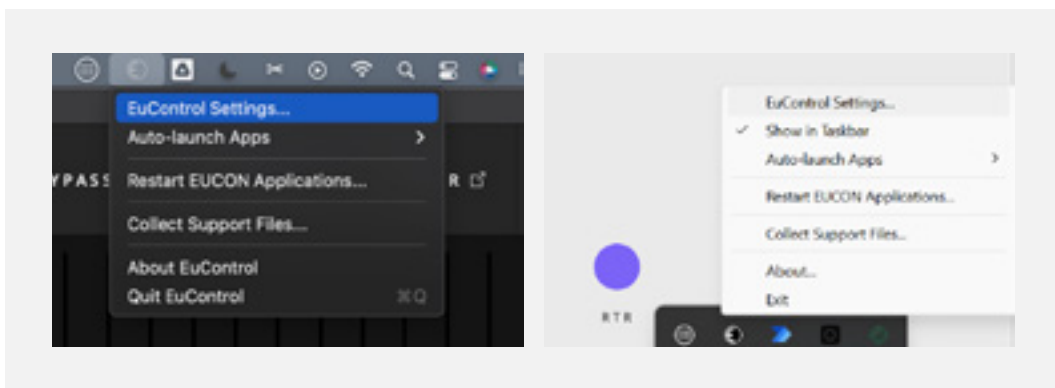 EuControl Settings...
Auto-launch Apps
YPASS
Restart EUCON Applications...
R
Collect Support Files...
About EuControl
Quit EuControl ⌘Q
EuControl Settings...
✓ Show in Taskbar
Auto-launch Apps
Restart EUCON Applications...
Collect Support Files...
About...
Exit
RTR